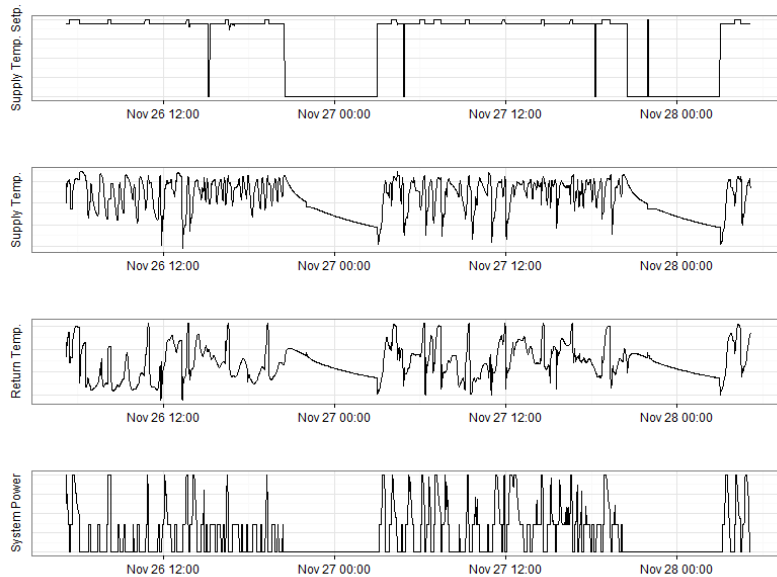 Supply Temp. Setp.
Nov 26 12:00 Nov 27 00:00 Nov 27 12:00 Nov 28 00:00
Supply Temp.
Nov 26 12:00 Nov 27 00:00 Nov 27 12:00 Nov 28 00:00
Return Temp.
Nov 26 12:00 Nov 27 00:00 Nov 27 12:00 Nov 28 00:00
System Power
Nov 26 12:00 Nov 27 00:00 Nov 27 12:00 Nov 28 00:00